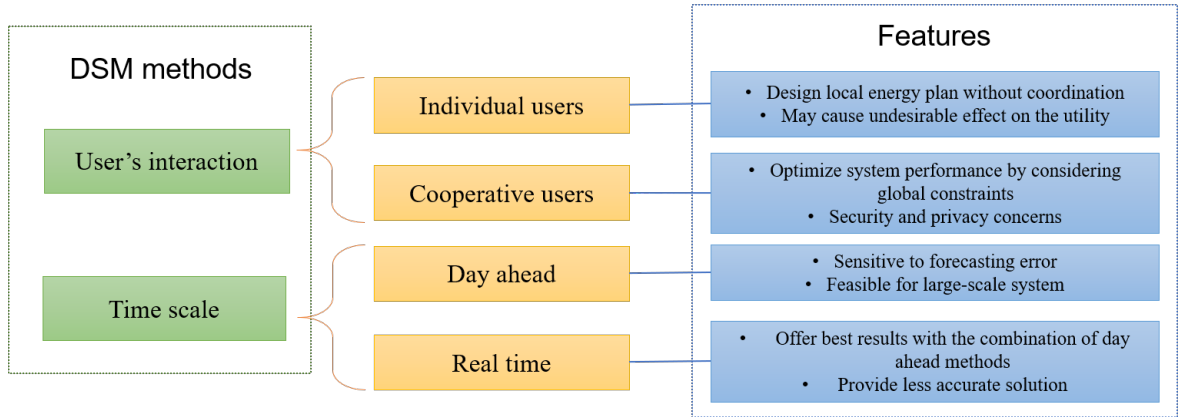 DSM methods
User’s interaction
Time scale
Individual users
Cooperative users
Day ahead
Real time
Features
• Design local energy plan without coordination
• May cause undesirable effect on the utility
• Optimize system performance by considering
global constraints
• Security and privacy concerns
• Sensitive to forecasting error
• Feasible for large-scale system
• Offer best results with the combination of day
ahead methods
• Provide less accurate solution